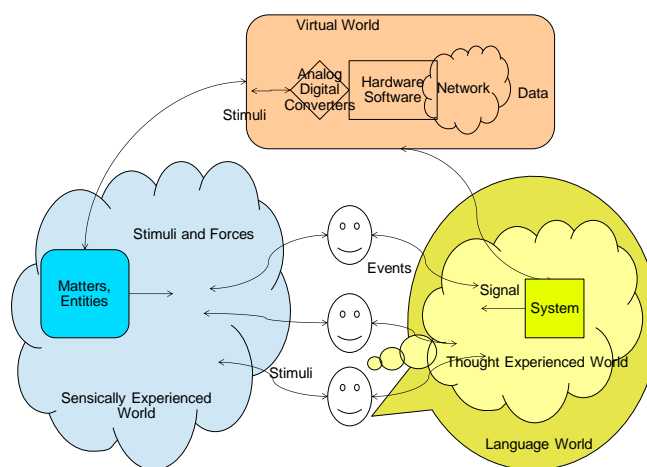 Virtual World
Analog
Digital
Converters
Hardware
Software
Network
Data
Stimuli
Stimuli and Forces
Matters,
Entities
Events
Signal
System
Stimuli
Thought Experienced World
Sensically Experienced
World
Language World